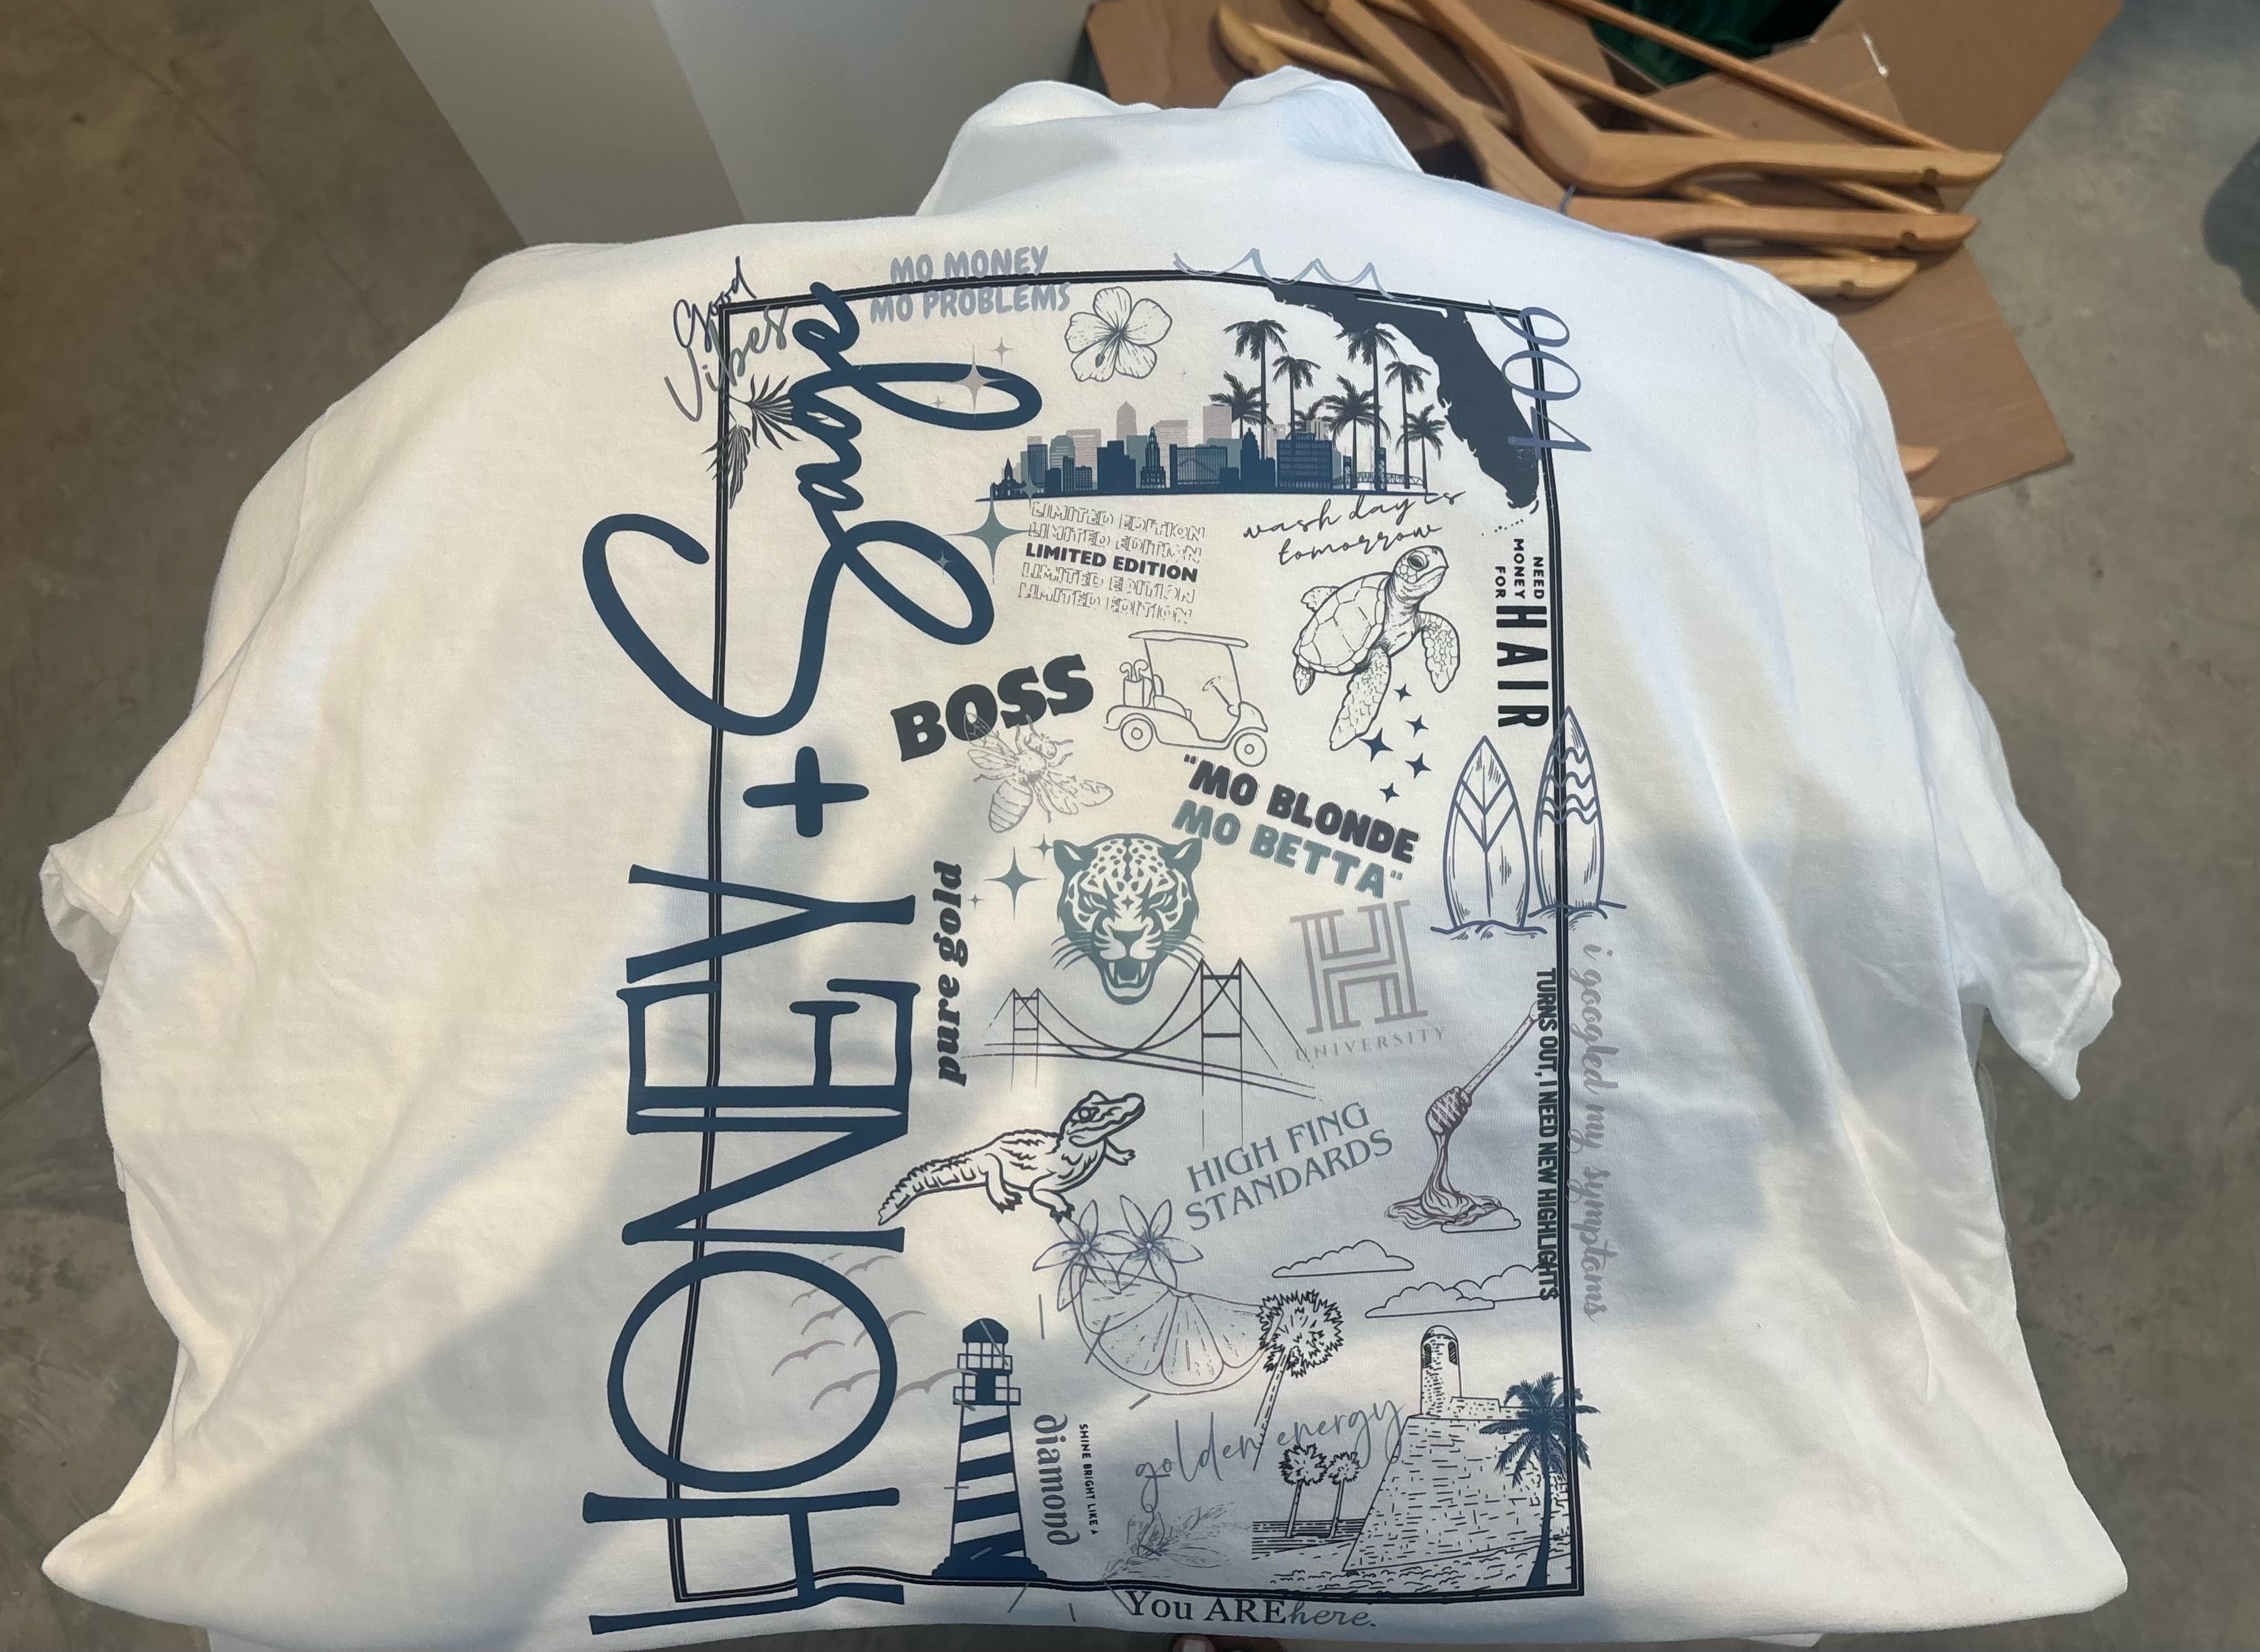 Good
Vibes
MO MONEY
MO PROBLEMS
904
HONEY + Sage
LIMITED EDITION
LIMITED EDITION
LIMITED EDITION
LIMITED EDITION
LIMITED EDITION
wash day is
tomorrow
NEED
MONEY
FOR
HAIR
BOSS
"MO BLONDE
MO BETTA"
pure gold
H
UNIVERSITY
i googled my symptoms
TURNS OUT, I NEED NEW HIGHLIGHTS
HIGH FING
STANDARDS
golden energy
SHINE BRIGHT LIKE A
diamond
You ARE here.